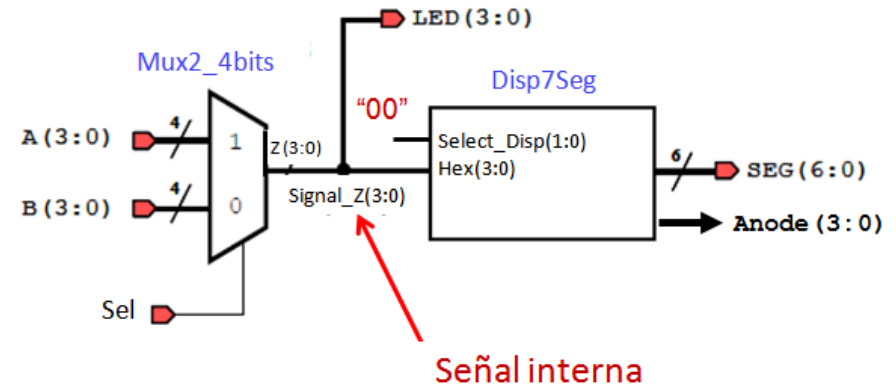 LED(3:0)
Mux2_4bits
Disp7Seg
"00"
A(3:0)
4
1
Z(3:0)
Select_Disp(1:0)
Hex(3:0)
6
SEG(6:0)
B(3:0)
4
0
Signal_Z(3:0)
Anode(3:0)
Sel
Señal interna